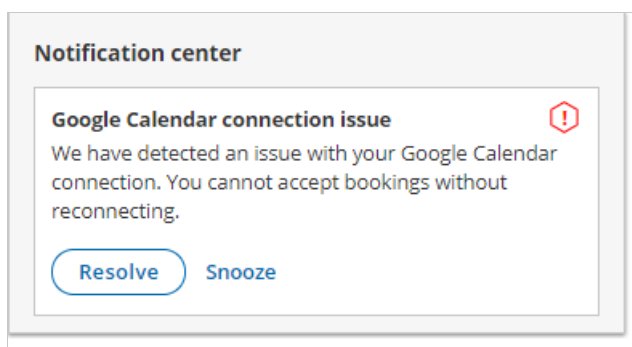 Notification center
Google Calendar connection issue
We have detected an issue with your Google Calendar
connection. You cannot accept bookings without
reconnecting.
Resolve Snooze